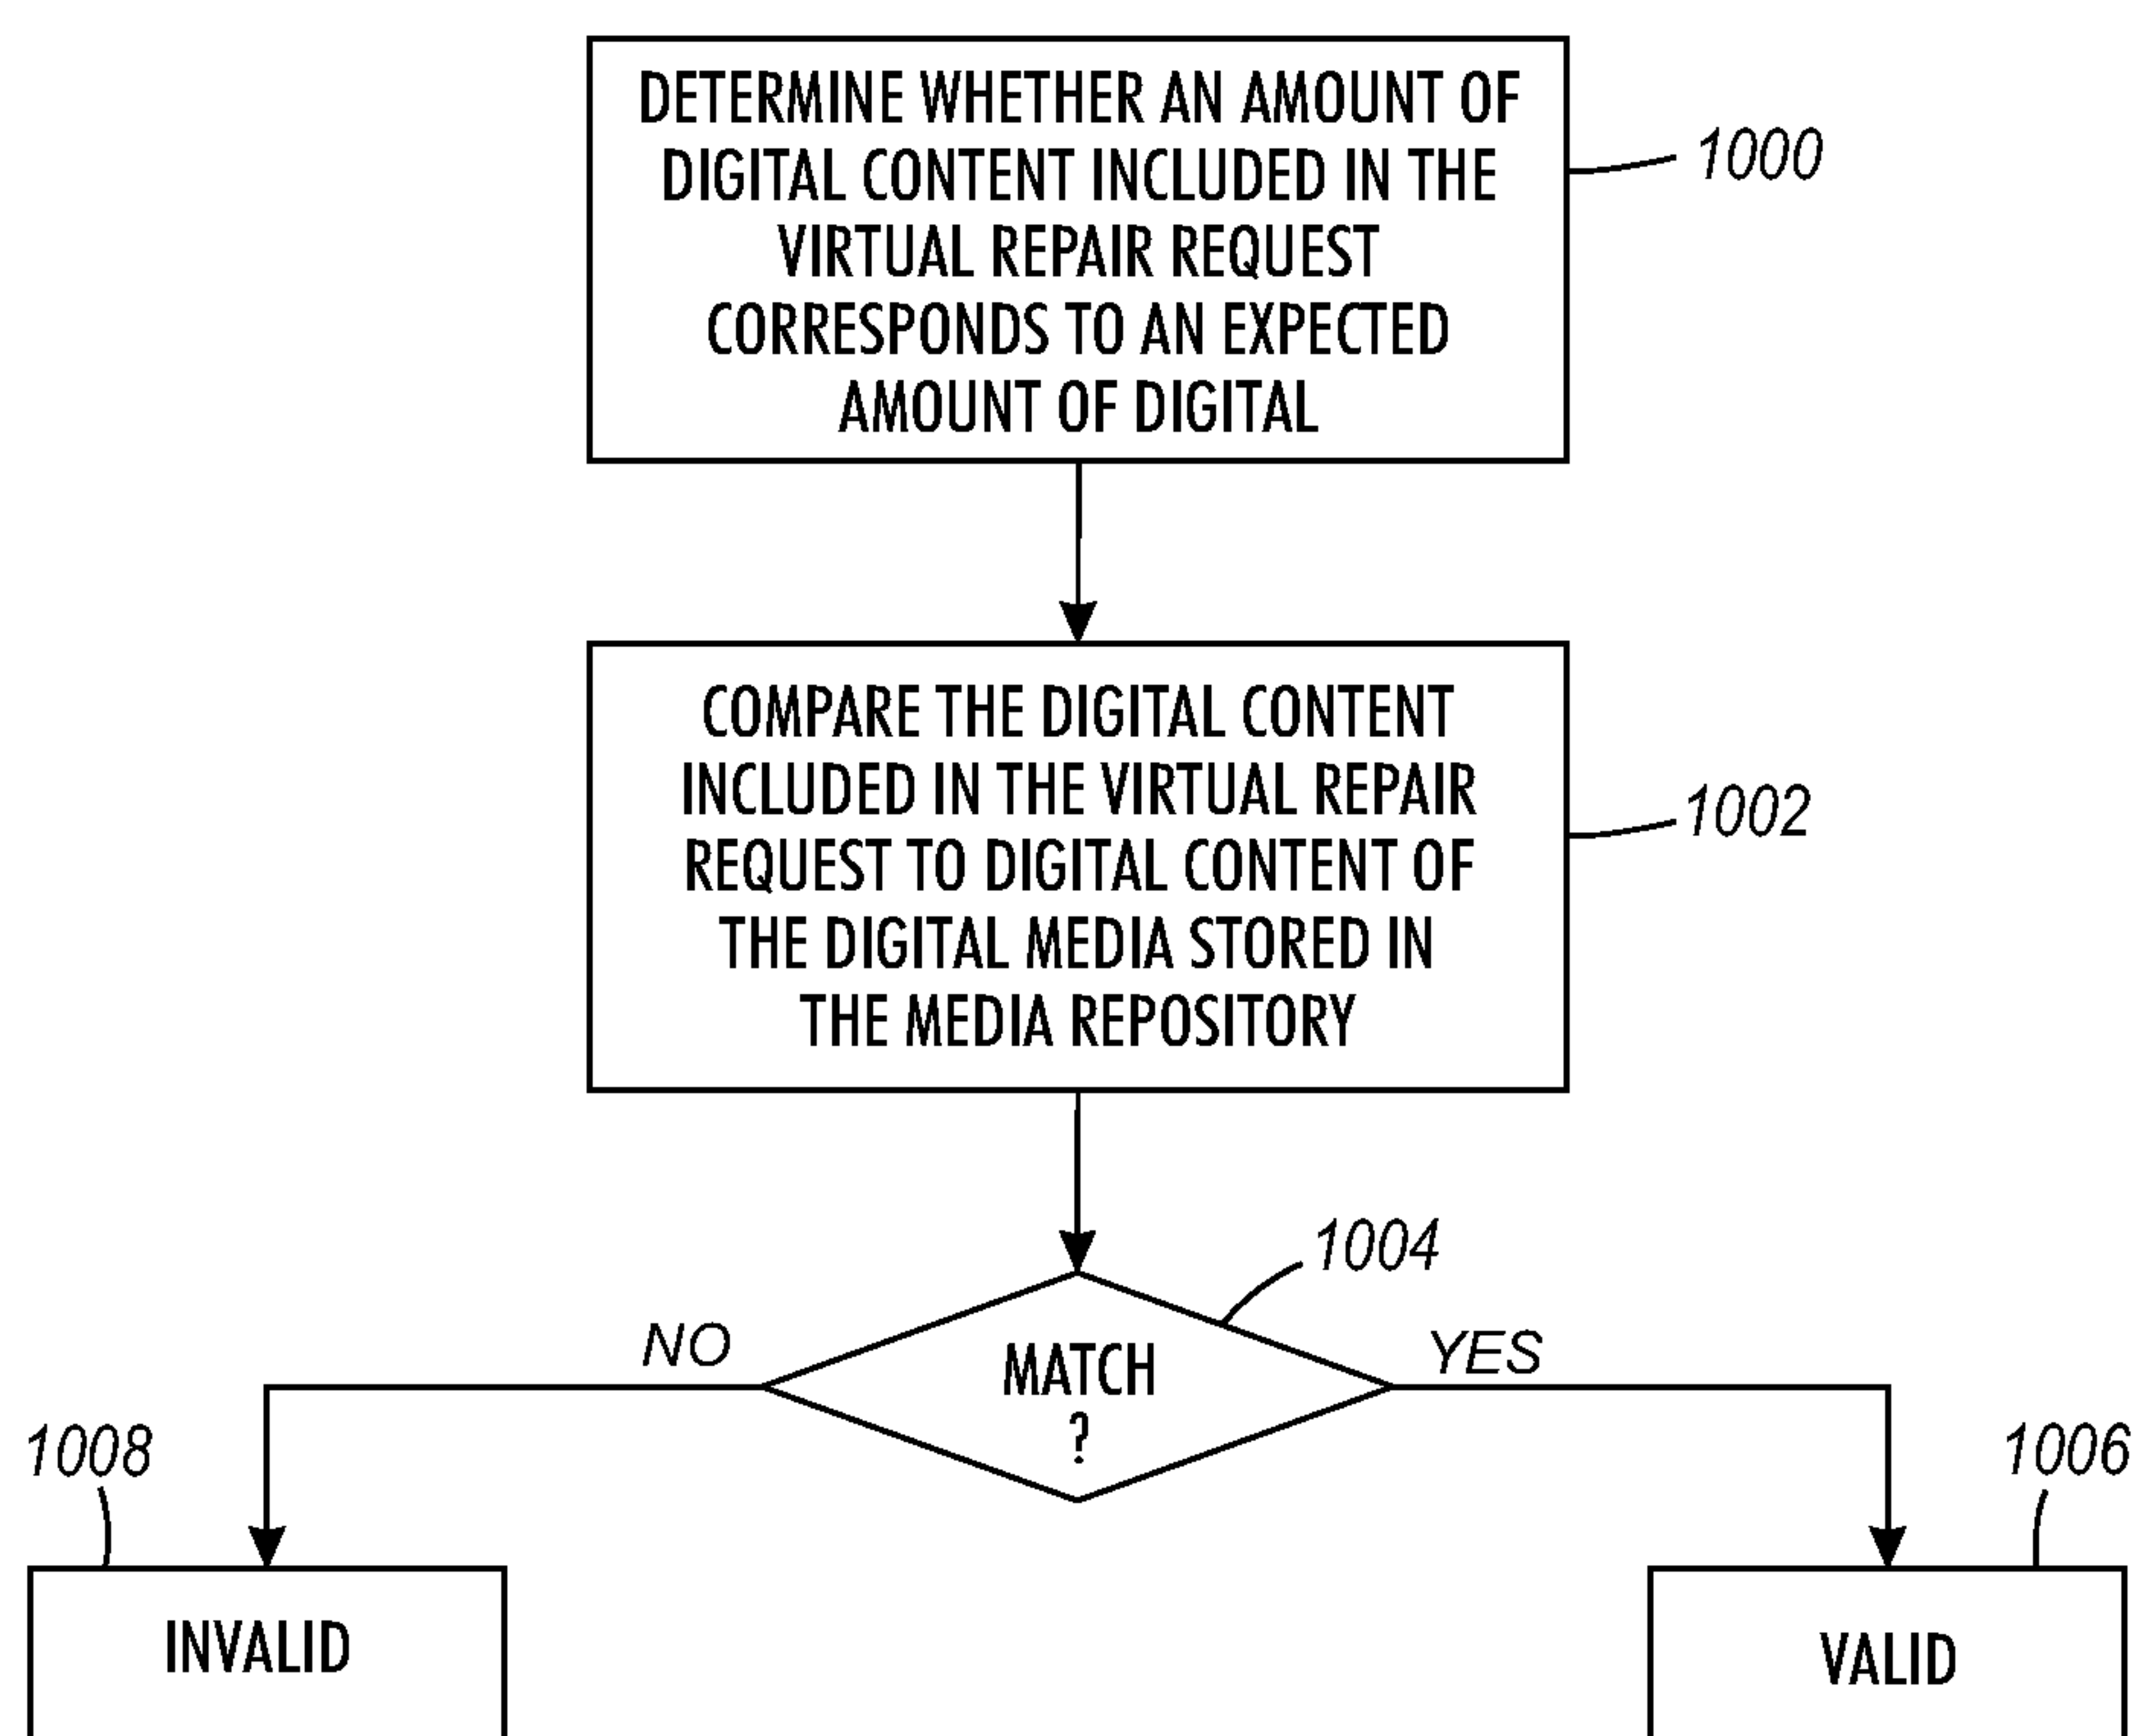 DETERMINE WHETHER AN AMOUNT OF
DIGITAL CONTENT INCLUDED IN THE
VIRTUAL REPAIR REQUEST
CORRESPONDS TO AN EXPECTED
AMOUNT OF DIGITAL
1000
COMPARE THE DIGITAL CONTENT
INCLUDED IN THE VIRTUAL REPAIR
REQUEST TO DIGITAL CONTENT OF
THE DIGITAL MEDIA STORED IN
THE MEDIA REPOSITORY
1002
1004
NO
MATCH
?
YES
1008
1006
INVALID
VALID